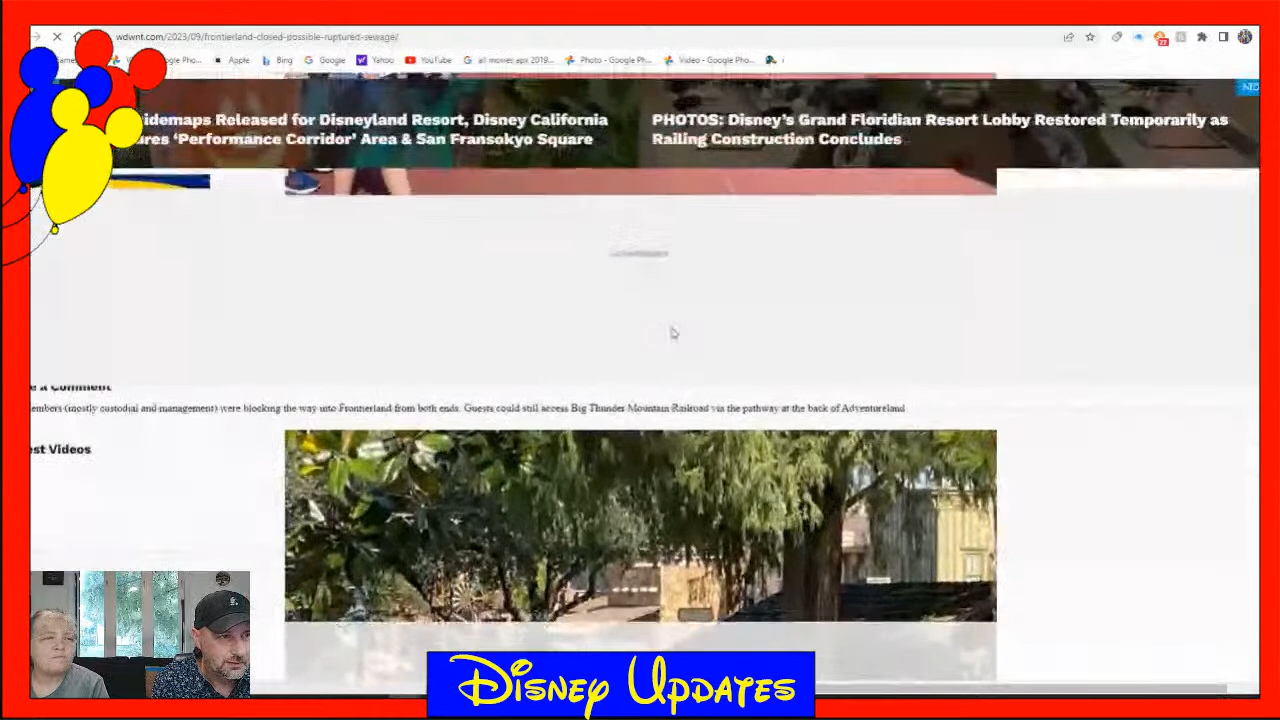 wdwnt.com/2023/09/frontierland-closed-possible-ruptured-sewage/
Apple Bing Google Yahoo YouTube all movies apr 2019... Photo - Google Ph... Video - Google Pho...
idemaps Released for Disneyland Resort, Disney California
res ‘Performance Corridor’ Area & San Fransokyo Square
PHOTOS: Disney’s Grand Floridian Resort Lobby Restored Temporarily as
Railing Construction Concludes
e a Comment
embers (mostly custodial and management) were blocking the way into Frontierland from both ends. Guests could still access Big Thunder Mountain Railroad via the pathway at the back of Adventureland
est Videos
Disney Updates